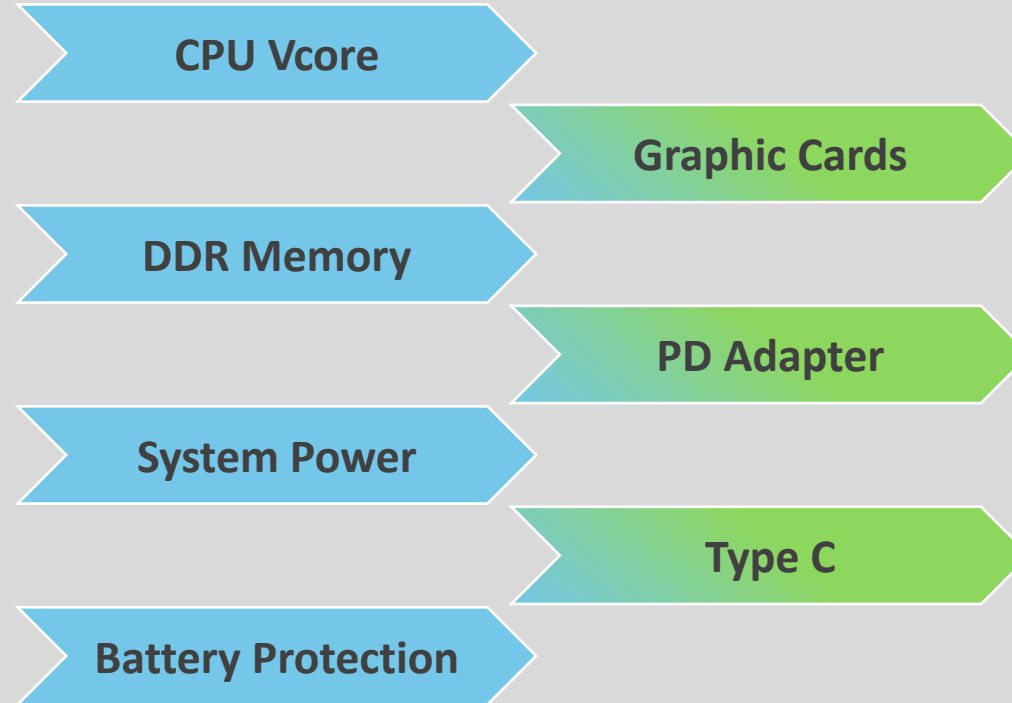 CPU Vcore
Graphic Cards
DDR Memory
PD Adapter
System Power
Type C
Battery Protection